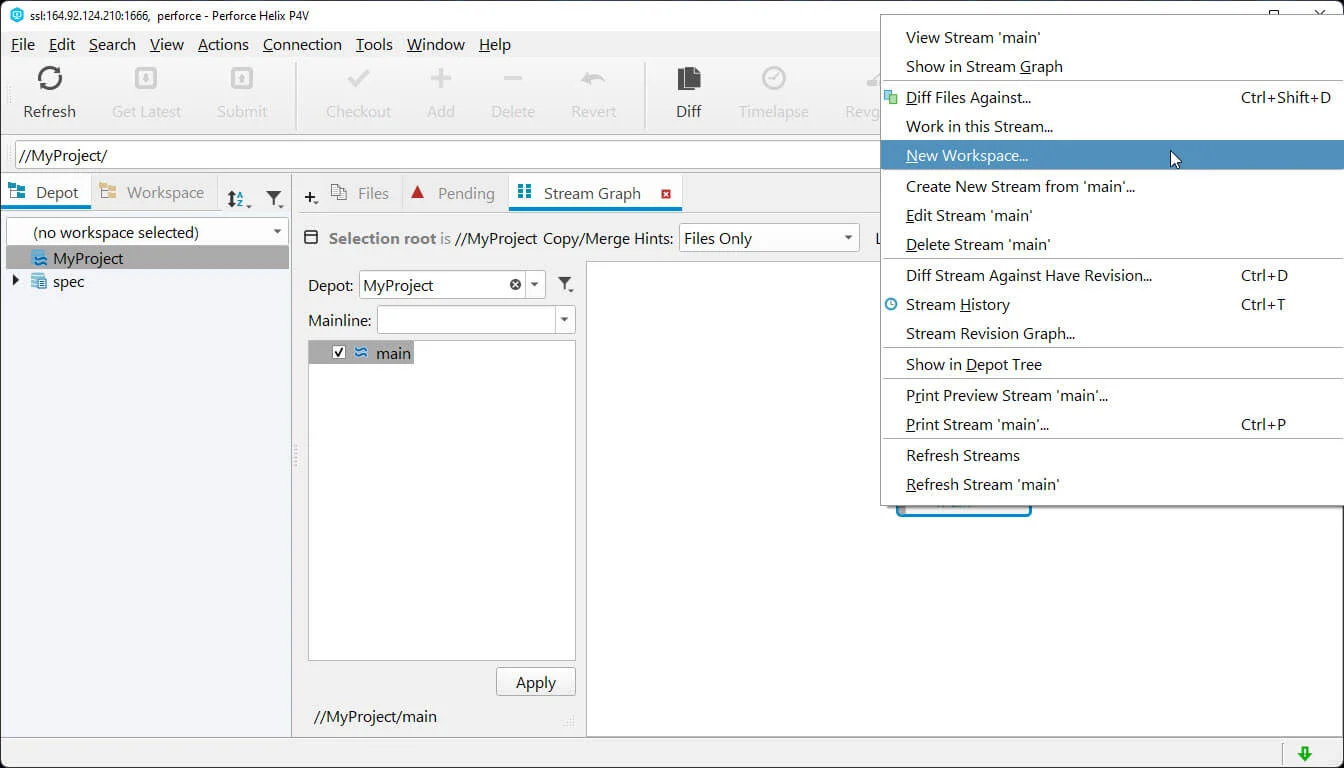 ssl:164.92.124.210:1666, perforce - Perforce Helix P4V
File Edit Search View Actions Connection Tools Window Help
Refresh Get Latest Submit Checkout Add Delete Revert Diff Timelapse Revg
//MyProject/
Depot Workspace
(no workspace selected)
MyProject
spec
Files Pending Stream Graph
Selection root is //MyProject Copy/Merge Hints: Files Only
Depot: MyProject
Mainline:
main
Apply
//MyProject/main
View Stream 'main'
Show in Stream Graph
Diff Files Against... Ctrl+Shift+D
Work in this Stream...
New Workspace...
Create New Stream from 'main'...
Edit Stream 'main'
Delete Stream 'main'
Diff Stream Against Have Revision... Ctrl+D
Stream History Ctrl+T
Stream Revision Graph...
Show in Depot Tree
Print Preview Stream 'main'...
Print Stream 'main'... Ctrl+P
Refresh Streams
Refresh Stream 'main'